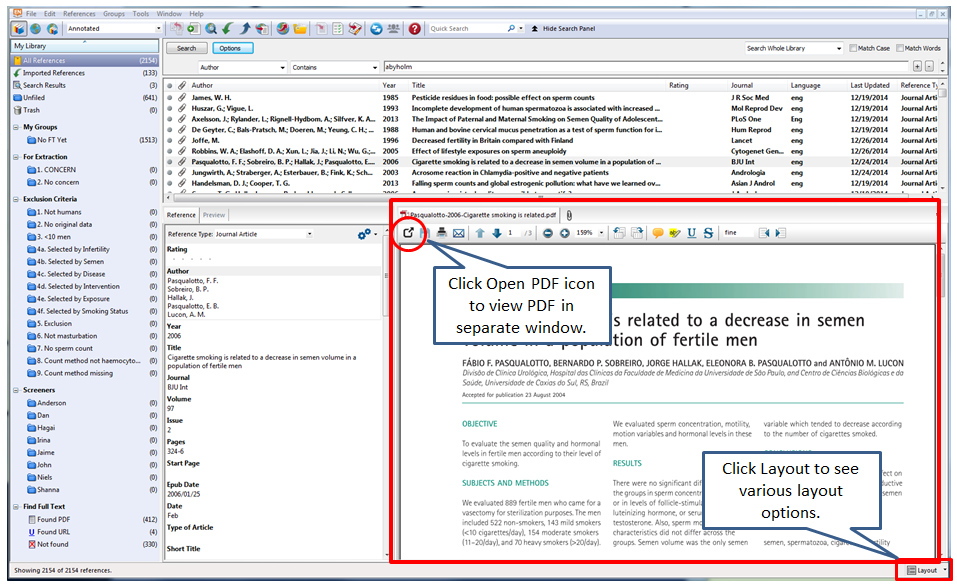 File Edit References Groups Tools Window Help
Annotated
Quick Search
Hide Search Panel
My Library
All References (2154)
Imported References (133)
Search Results (3)
Unfiled (641)
Trash (0)
My Groups
No FT Yet (1513)
For Extraction
1. CONCERN (0)
2. No concern (0)
Exclusion Criteria
1. Not humans (0)
2. No original data (0)
3. <10 men (0)
4a. Selected by Infertility (0)
4b. Selected by Semen (0)
4c. Selected by Disease (0)
4d. Selected by Intervention (0)
4e. Selected by Exposure (0)
4f. Selected by Smoking Status (0)
5. Exclusion (0)
6. Not masturbation (0)
7. No sperm count (0)
8. Count method not haemocyto... (0)
9. Count method missing (0)
Screeners
Anderson (0)
Dan (0)
Hagai (0)
Irina (0)
Jaime (0)
John (0)
Niels (0)
Shanna (0)
Find Full Text
Found PDF (412)
Found URL (4)
Not found (330)
Showing 2154 of 2154 references.
Search Options Search Whole Library Match Case Match Words
Author Contains abyholm + -
Author Year Title Rating Journal Language Last Updated Reference Ty
James, W. H. 1985 Pesticide residues in food: possible effect on sperm counts J R Soc Med eng 12/19/2014 Journal Arti
Huszar, G.; Vigue, L. 1993 Incomplete development of human spermatozoa is associated with increased ... Mol Reprod Dev eng 12/19/2014 Journal Arti
Axelsson, J.; Rylander, L.; Rignell-Hydbom, A.; Silfver, K. A... 2013 The Impact of Paternal and Maternal Smoking on Semen Quality of Adolescent... PLoS One eng 12/19/2014 Journal Arti
De Geyter, C.; Bals-Pratsch, M.; Doeren, M.; Yeung, C. H.; ... 1988 Human and bovine cervical mucus penetration as a test of sperm function for i... Hum Reprod eng 12/19/2014 Journal Arti
Joffe, M. 1996 Decreased fertility in Britain compared with Finland Lancet eng 12/26/2014 Journal Arti
Robbins, W. A.; Elashoff, D. A.; Xun, L.; Jia, J.; Li, N.; Wu, G.;... 2005 Effect of lifestyle exposures on sperm aneuploidy Cytogenet Gen... eng 12/26/2014 Journal Arti
Pasqualotto, F. F.; Sobreiro, B. P.; Hallak, J.; Pasqualotto, E.... 2006 Cigarette smoking is related to a decrease in semen volume in a population of ... BJU Int eng 12/24/2014 Journal Arti
Jungwirth, A.; Straberger, A.; Esterbauer, B.; Fink, K.; Sch... 2003 Acrosome reaction in Chlamydia-positive and negative patients Andrologia eng 12/24/2014 Journal Arti
Handelsman, D. J.; Cooper, T. G. 2013 Falling sperm counts and global estrogenic pollution: what have we learned ov... Asian J Androl eng 12/19/2014 Journal Arti
Reference Preview
Reference Type: Journal Article
Rating
Author
Pasqualotto, F. F.
Sobreiro, B. P.
Hallak, J.
Pasqualotto, E. B.
Lucon, A. M.
Year
2006
Title
Cigarette smoking is related to a decrease in semen volume in a
population of fertile men
Journal
BJU Int
Volume
97
Issue
2
Pages
324-6
Start Page
Epub Date
2006/01/25
Date
Feb
Type of Article
Short Title
Pasqualotto-2006-Cigarette smoking is related.pdf
1 /3 159% U S fine
Click Open PDF icon
to view PDF in
separate window.
s related to a decrease in semen
volume in a population of fertile men
FÁBIO F. PASQUALOTTO, BERNARDO P. SOBREIRO, JORGE HALLAK, ELEONORA B. PASQUALOTTO and ANTÔNIO M. LUCON
Divisão de Clínica Urológica, Hospital das Clínicas da Faculdade de Medicina da Universidade de São Paulo, and Centro de Ciências Biológicas e da
Saúde, Universidade de Caxias do Sul, RS, Brazil
Accepted for publication 23 August 2004
OBJECTIVE
To evaluate the semen quality and hormonal
levels in fertile men according to their level of
cigarette smoking.
SUBJECTS AND METHODS
We evaluated 889 fertile men who came for a
vasectomy for sterilization purposes. The men
included 522 non-smokers, 143 mild smokers
(<10 cigarettes/day), 154 moderate smokers
(11–20/day), and 70 heavy smokers (>20/day).
We evaluated sperm concentration, motility,
motion variables and hormonal levels in these
men.
RESULTS
There were no significant dif
the groups in sperm concent
or in levels of follicle-stimula
luteinizing hormone, or seru
testosterone. Also, sperm mo
characteristics did not differ across the
groups. Semen volume was the only semen
variable which tended to decrease according
to the number of cigarettes smoked.
ffect on
ductive
semen
semen, spermatozoa, cigar tility
Click Layout to see
various layout
options.
Layout